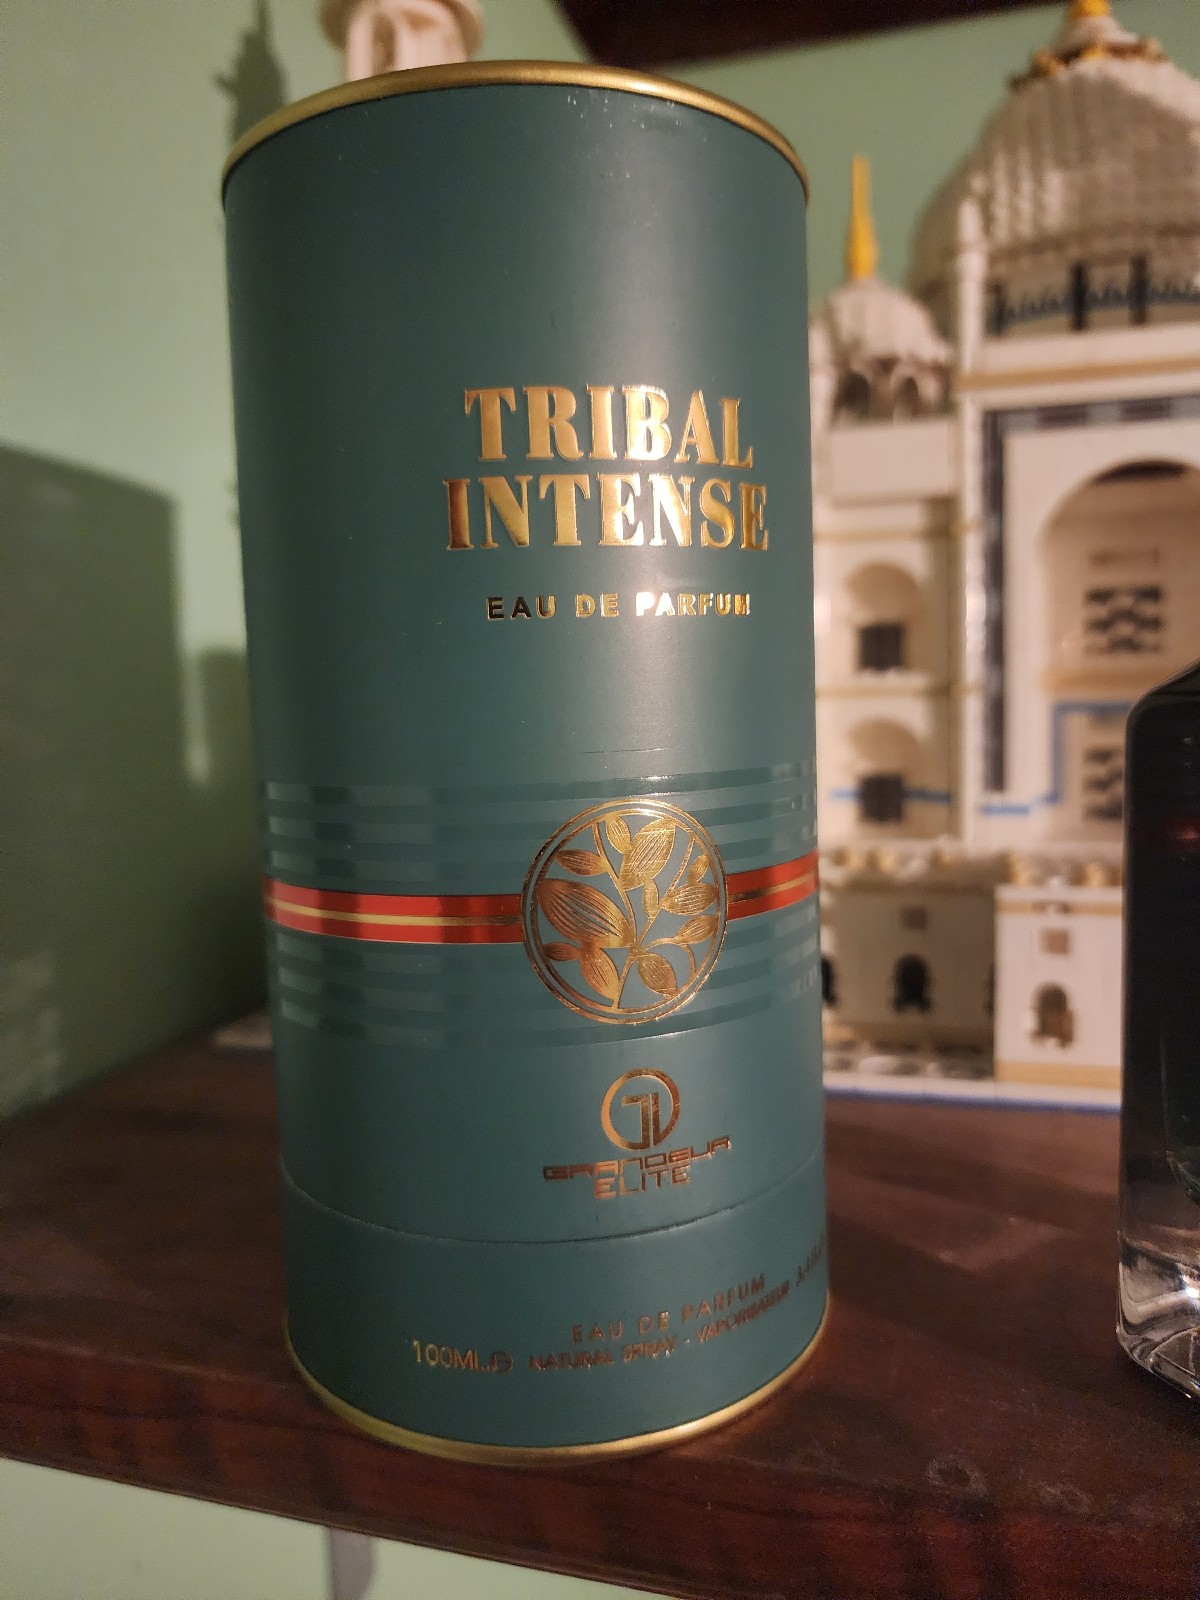 TRIBAL
INTENSE
EAU DE PARFUM
GRANDEUR
ELITE
EAU DE PARFUM
100ML.℮ NATURAL SPRAY - VAPORISATEUR